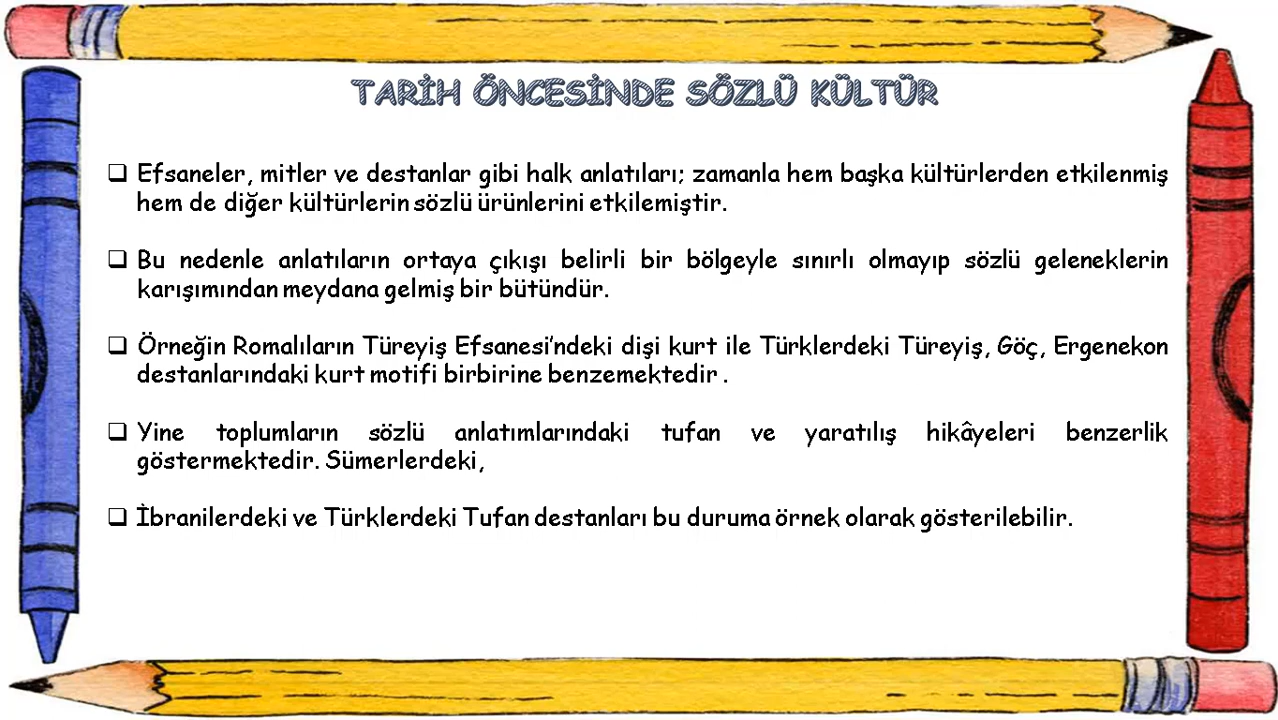 TARİH ÖNCESİNDE SÖZLÜ KÜLTÜR
❑ Efsaneler, mitler ve destanlar gibi halk anlatıları; zamanla hem başka kültürlerden etkilenmiş
hem de diğer kültürlerin sözlü ürünlerini etkilemiştir.
❑ Bu nedenle anlatıların ortaya çıkışı belirli bir bölgeyle sınırlı olmayıp sözlü geleneklerin
karışımından meydana gelmiş bir bütündür.
❑ Örneğin Romalıların Türeyiş Efsanesi’ndeki dişi kurt ile Türklerdeki Türeyiş, Göç, Ergenekon
destanlarındaki kurt motifi birbirine benzemektedir .
❑ Yine toplumların sözlü anlatımlarındaki tufan ve yaratılış hikâyeleri benzerlik
göstermektedir. Sümerlerdeki,
❑ İbranilerdeki ve Türklerdeki Tufan destanları bu duruma örnek olarak gösterilebilir.